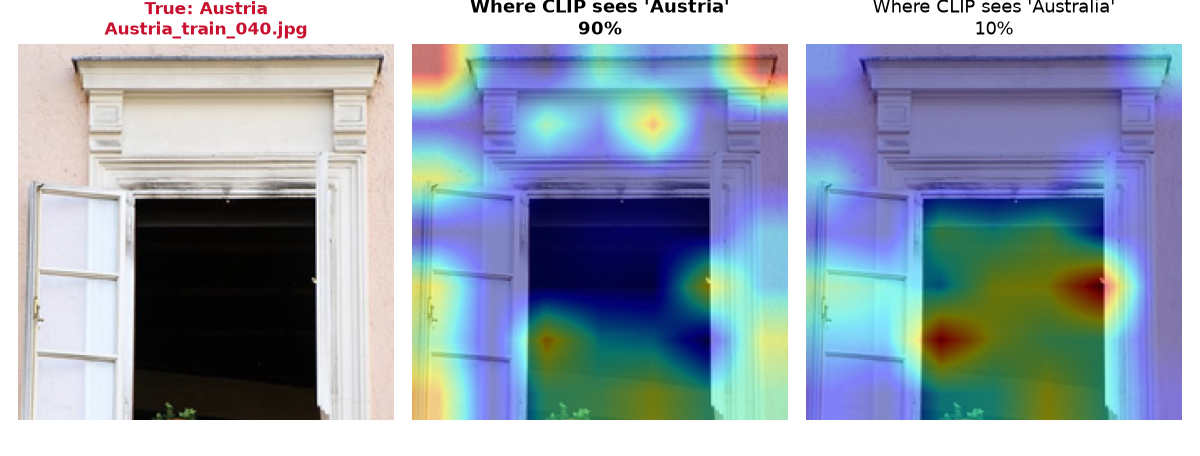 True: Austria
Austria_train_040.jpg
Where CLIP sees 'Austria'
90%
Where CLIP sees 'Australia'
10%